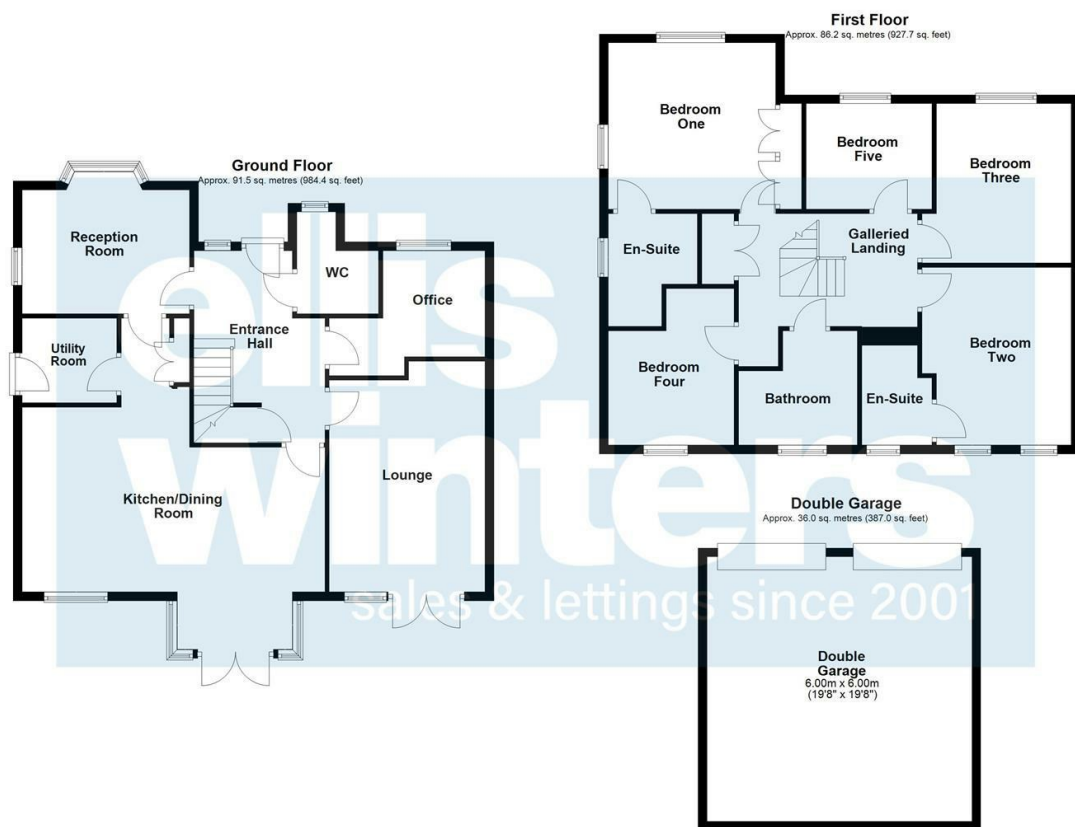 First Floor
Approx. 86.2 sq. metres (927.7 sq. feet)
Bedroom
One
Bedroom
Five
Bedroom
Three
En-Suite
Galleried
Landing
Bedroom
Four
Bathroom
En-Suite
Bedroom
Two
Ground Floor
Approx. 91.5 sq. metres (984.4 sq. feet)
Reception
Room
WC
Office
Entrance
Hall
Utility
Room
Kitchen/Dining
Room
Lounge
Double Garage
Approx. 36.0 sq. metres (387.0 sq. feet)
Double
Garage
6.00m x 6.00m
(19'8" x 19'8")
ellis
winters
sales & lettings since 2001